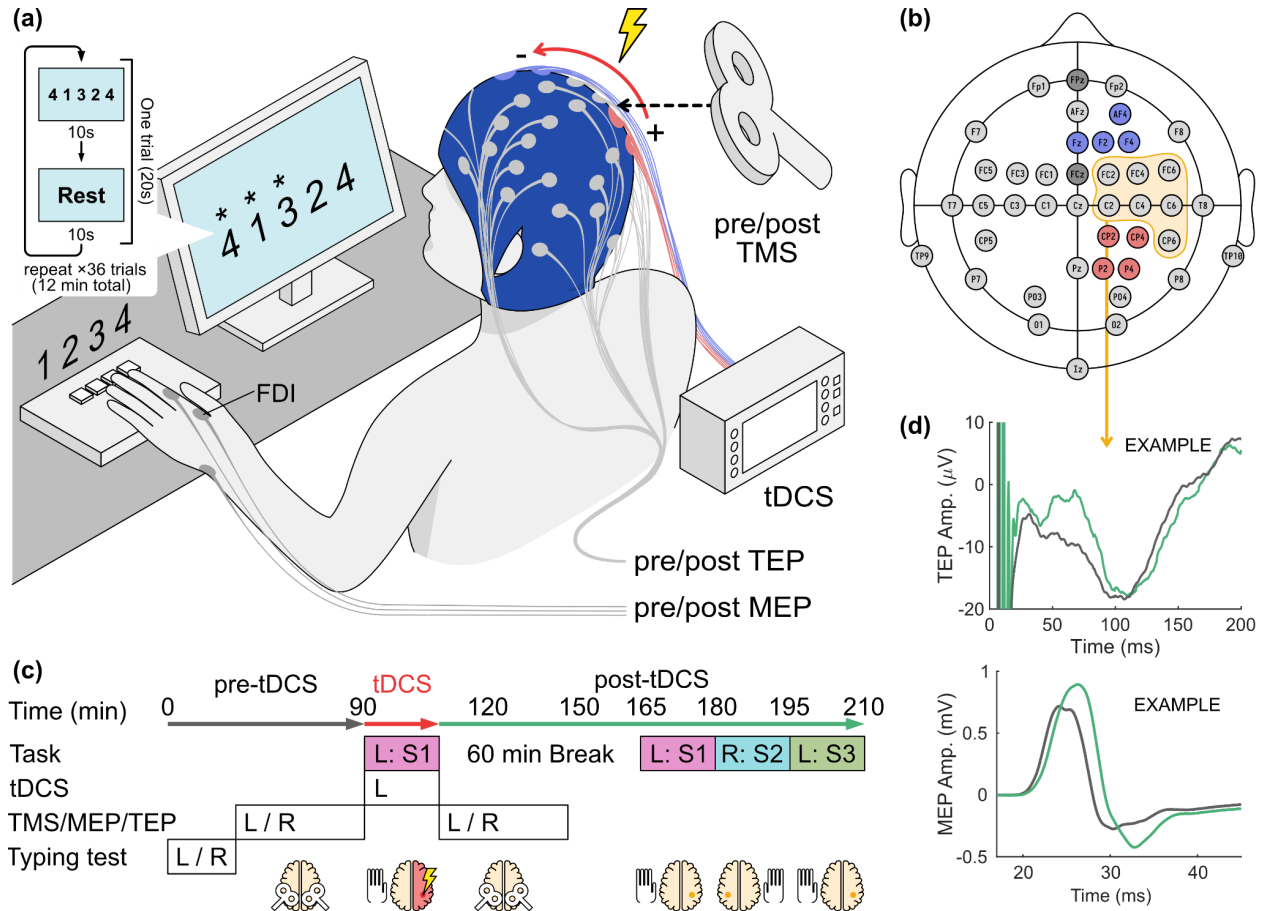 (a)
4 1 3 2 4
10s
Rest
10s
One trial (20s)
repeat ×36 trials
(12 min total)
* * *
4 1 3 2 4
1 2 3 4
FDI
-
+
pre/post
TMS
tDCS
pre/post TEP
pre/post MEP
(b)
FPz
Fp1 Fp2
AFz AF4
F7 Fz F2 F4 F8
FC5 FC3 FC1 FCz FC2 FC4 FC6
T7 C5 C3 C1 Cz C2 C4 C6 T8
TP9 CP5 CP2 CP4 CP6 TP10
P7 Pz P2 P4 P8
PO3 PO4
O1 O2
Iz
(c)
pre-tDCS tDCS post-tDCS
Time (min) 0 90 120 150 165 180 195 210
Task L: S1 60 min Break L: S1 R: S2 L: S3
tDCS L
TMS/MEP/TEP L / R L / R
Typing test L / R
(d)
EXAMPLE
TEP Amp. (μV)
10
0
-10
-20
0 50 100 150 200
Time (ms)
EXAMPLE
MEP Amp. (mV)
1
0.5
0
-0.5
20 30 40
Time (ms)